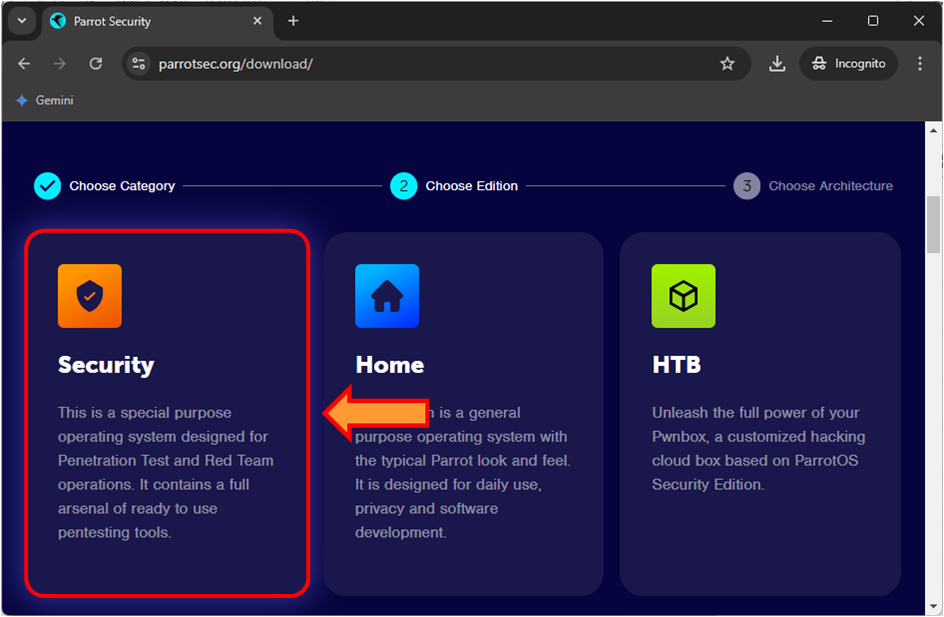 Parrot Security
parrotsec.org/download/
Incognito
Gemini
Choose Category
2
Choose Edition
3
Choose Architecture
Security
This is a special purpose
operating system designed for
Penetration Test and Red Team
operations. It contains a full
arsenal of ready to use
pentesting tools.
Home
is a general
purpose operating system with
the typical Parrot look and feel.
It is designed for daily use,
privacy and software
development.
HTB
Unleash the full power of your
Pwnbox, a customized hacking
cloud box based on ParrotOS
Security Edition.